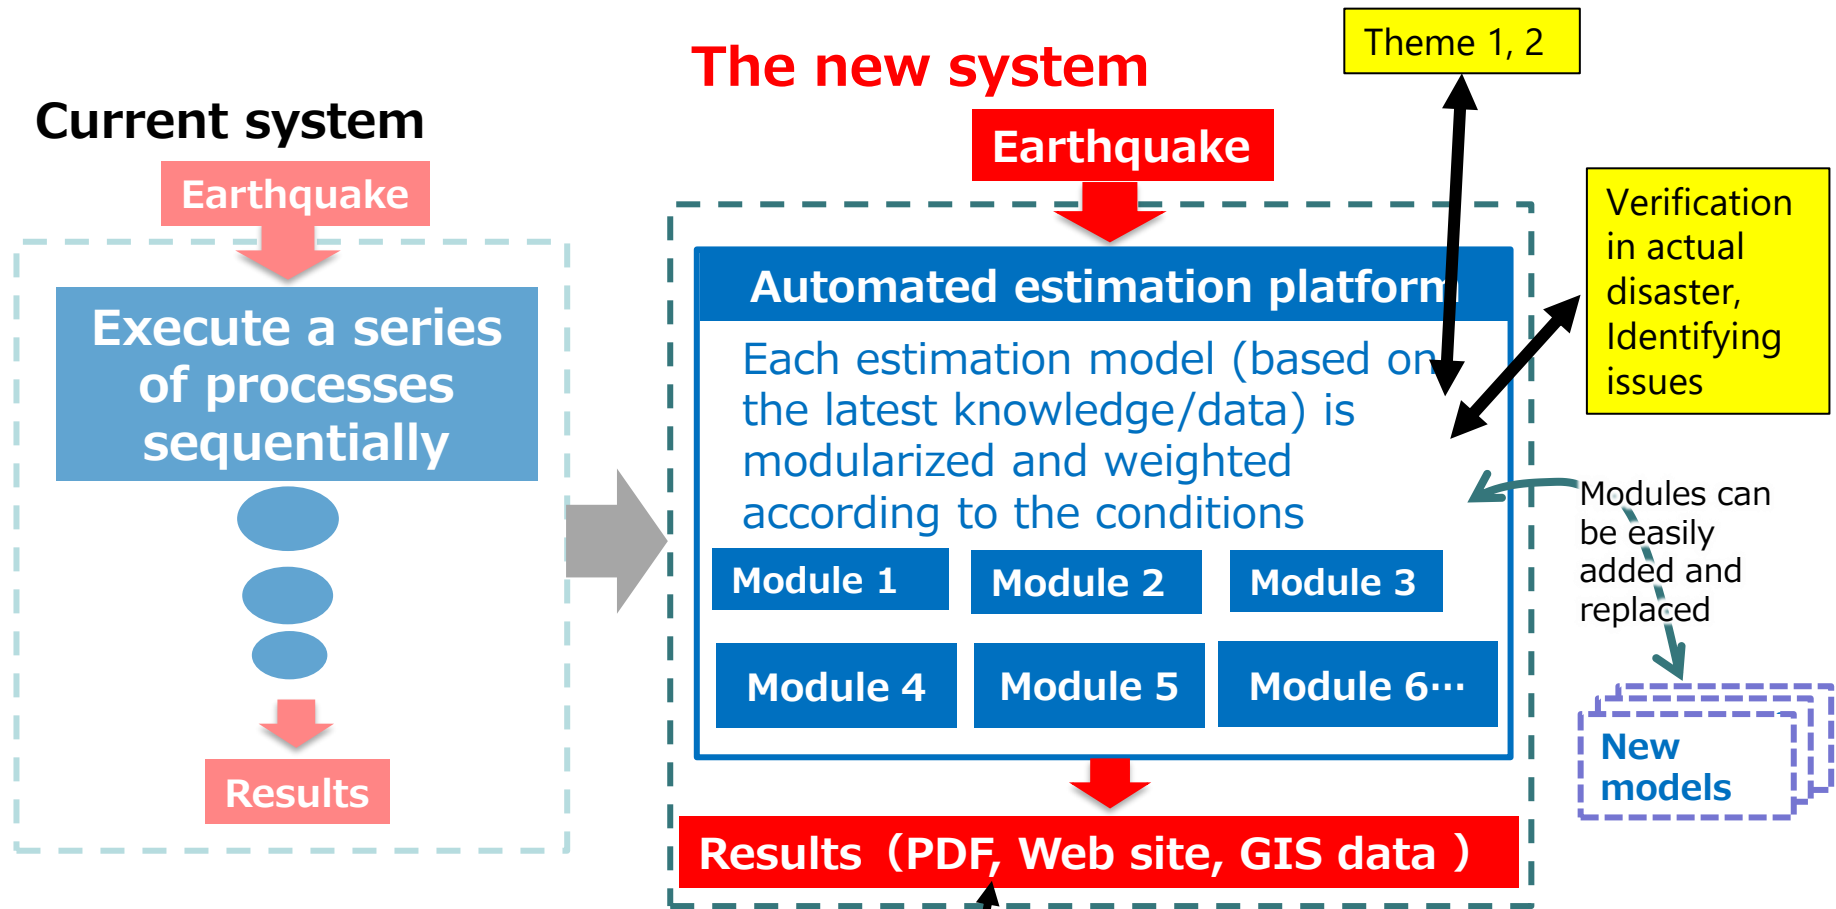 Current system
Earthquake
Execute a series
of processes
sequentially
Results
The new system
Earthquake
Automated estimation platform
Each estimation model (based on
the latest knowledge/data) is
modularized and weighted
according to the conditions
Module 1
Module 2
Module 3
Module 4
Module 5
Module 6…
Results（PDF, Web site, GIS data ）
Theme 1, 2
Verification
in actual
disaster,
Identifying
issues
Modules can
be easily
added and
replaced
New
models